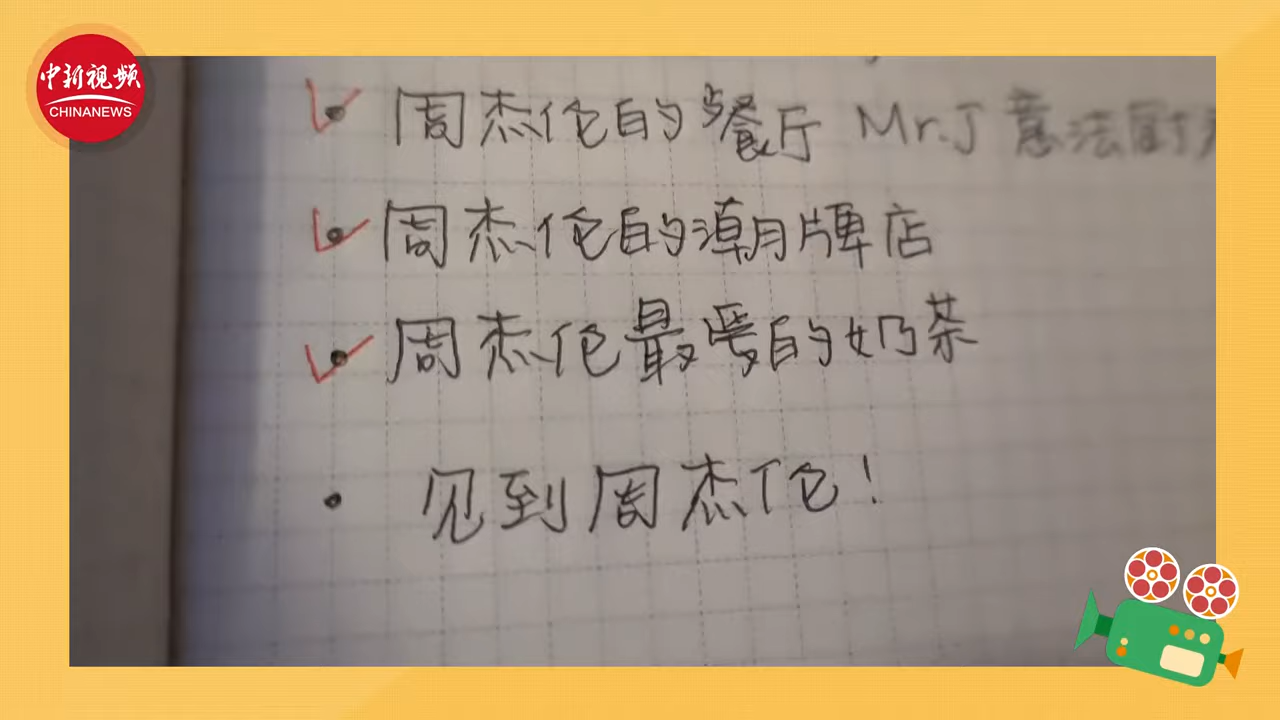 中新视频
CHINANEWS
周杰伦的餐厅 Mr.J 意法厨
周杰伦的潮牌店
周杰伦最爱的奶茶
见到周杰伦！